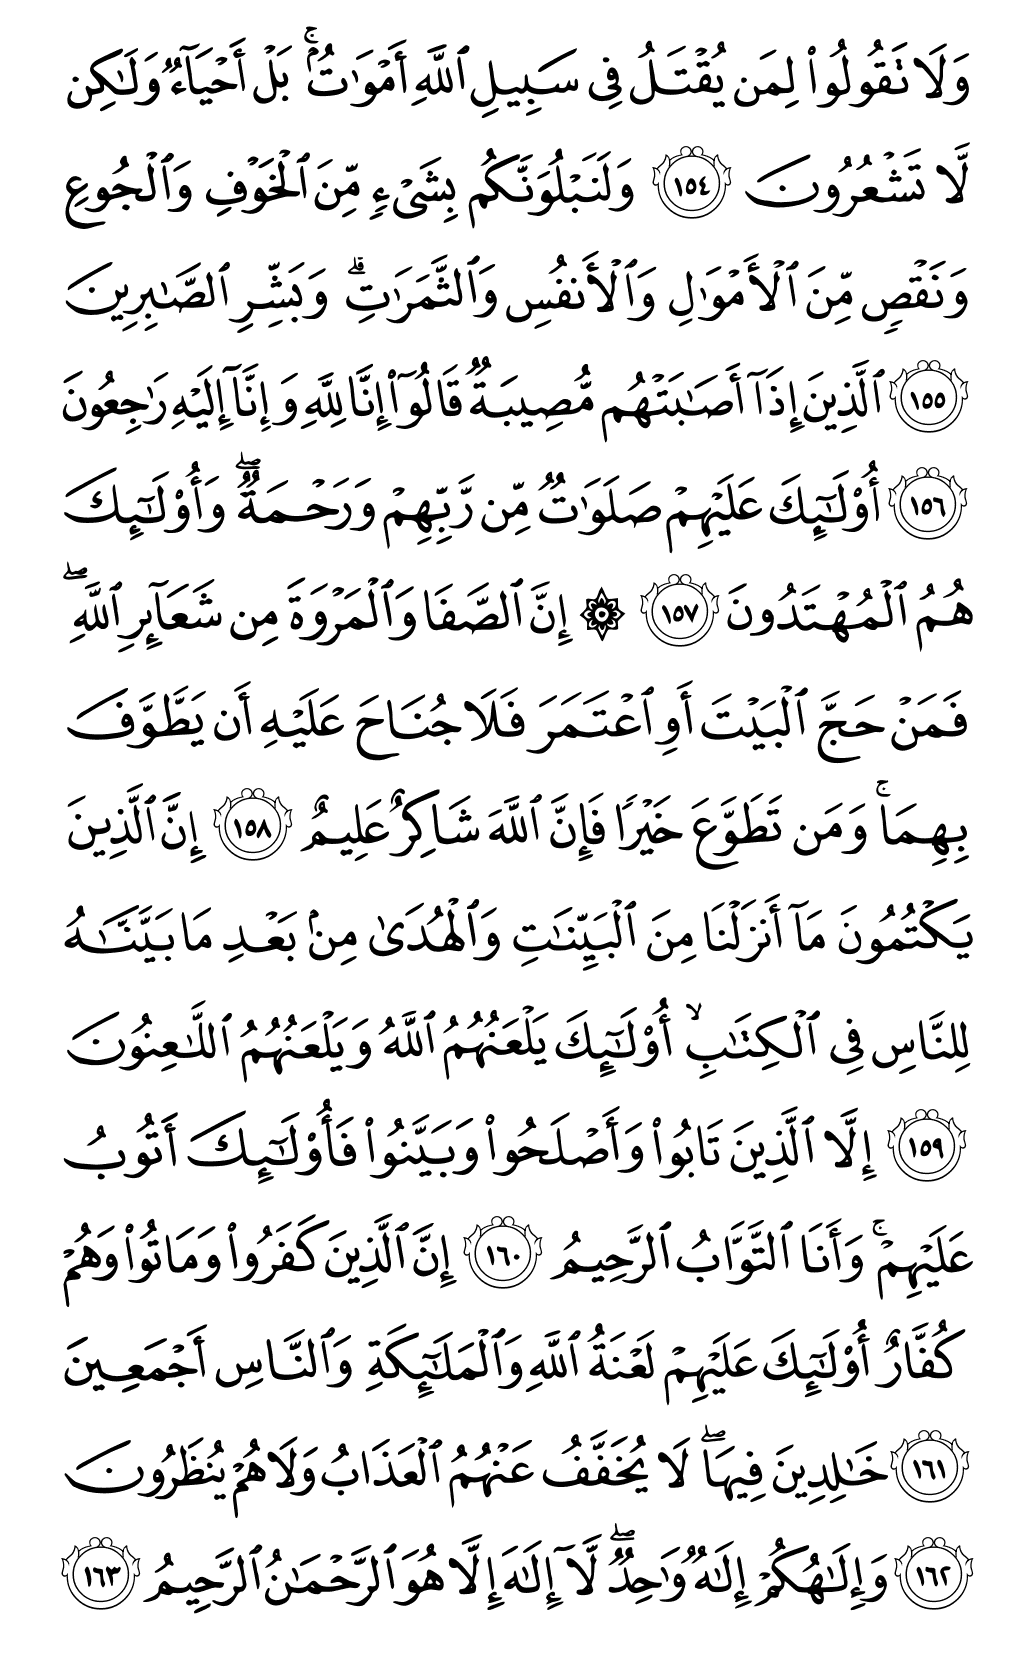 وَلَا تَقُولُوا۟ لِمَن يُقْتَلُ فِى سَبِيلِ ٱللَّهِ أَمْوَٰتٌۢ ۚ بَلْ أَحْيَآءٌ وَلَـٰكِن
لَّا تَشْعُرُونَ ١٥٤ وَلَنَبْلُوَنَّكُم بِشَىْءٍ مِّنَ ٱلْخَوْفِ وَٱلْجُوعِ
وَنَقْصٍ مِّنَ ٱلْأَمْوَٰلِ وَٱلْأَنفُسِ وَٱلثَّمَرَٰتِ ۗ وَبَشِّرِ ٱلصَّـٰبِرِينَ
١٥٥ ٱلَّذِينَ إِذَآ أَصَـٰبَتْهُم مُّصِيبَةٌ قَالُوٓا۟ إِنَّا لِلَّهِ وَإِنَّآ إِلَيْهِ رَٰجِعُونَ
١٥٦ أُو۟لَـٰٓئِكَ عَلَيْهِمْ صَلَوَٰتٌ مِّن رَّبِّهِمْ وَرَحْمَةٌ ۖ وَأُو۟لَـٰٓئِكَ
هُمُ ٱلْمُهْتَدُونَ ١٥٧ ۞ إِنَّ ٱلصَّفَا وَٱلْمَرْوَةَ مِن شَعَآئِرِ ٱللَّهِ ۖ
فَمَنْ حَجَّ ٱلْبَيْتَ أَوِ ٱعْتَمَرَ فَلَا جُنَاحَ عَلَيْهِ أَن يَطَّوَّفَ
بِهِمَا ۚ وَمَن تَطَوَّعَ خَيْرًا فَإِنَّ ٱللَّهَ شَاكِرٌ عَلِيمٌ ١٥٨ إِنَّ ٱلَّذِينَ
يَكْتُمُونَ مَآ أَنزَلْنَا مِنَ ٱلْبَيِّنَـٰتِ وَٱلْهُدَىٰ مِنۢ بَعْدِ مَا بَيَّنَّـٰهُ
لِلنَّاسِ فِى ٱلْكِتَـٰبِ ۙ أُو۟لَـٰٓئِكَ يَلْعَنُهُمُ ٱللَّهُ وَيَلْعَنُهُمُ ٱللَّـٰعِنُونَ
١٥٩ إِلَّا ٱلَّذِينَ تَابُوا۟ وَأَصْلَحُوا۟ وَبَيَّنُوا۟ فَأُو۟لَـٰٓئِكَ أَتُوبُ
عَلَيْهِمْ ۚ وَأَنَا ٱلتَّوَّابُ ٱلرَّحِيمُ ١٦٠ إِنَّ ٱلَّذِينَ كَفَرُوا۟ وَمَاتُوا۟ وَهُمْ
كُفَّارٌ أُو۟لَـٰٓئِكَ عَلَيْهِمْ لَعْنَةُ ٱللَّهِ وَٱلْمَلَـٰٓئِكَةِ وَٱلنَّاسِ أَجْمَعِينَ
١٦١ خَـٰلِدِينَ فِيهَا ۖ لَا يُخَفَّفُ عَنْهُمُ ٱلْعَذَابُ وَلَا هُمْ يُنظَرُونَ
١٦٢ وَإِلَـٰهُكُمْ إِلَـٰهٌ وَٰحِدٌ ۖ لَّآ إِلَـٰهَ إِلَّا هُوَ ٱلرَّحْمَـٰنُ ٱلرَّحِيمُ ١٦٣